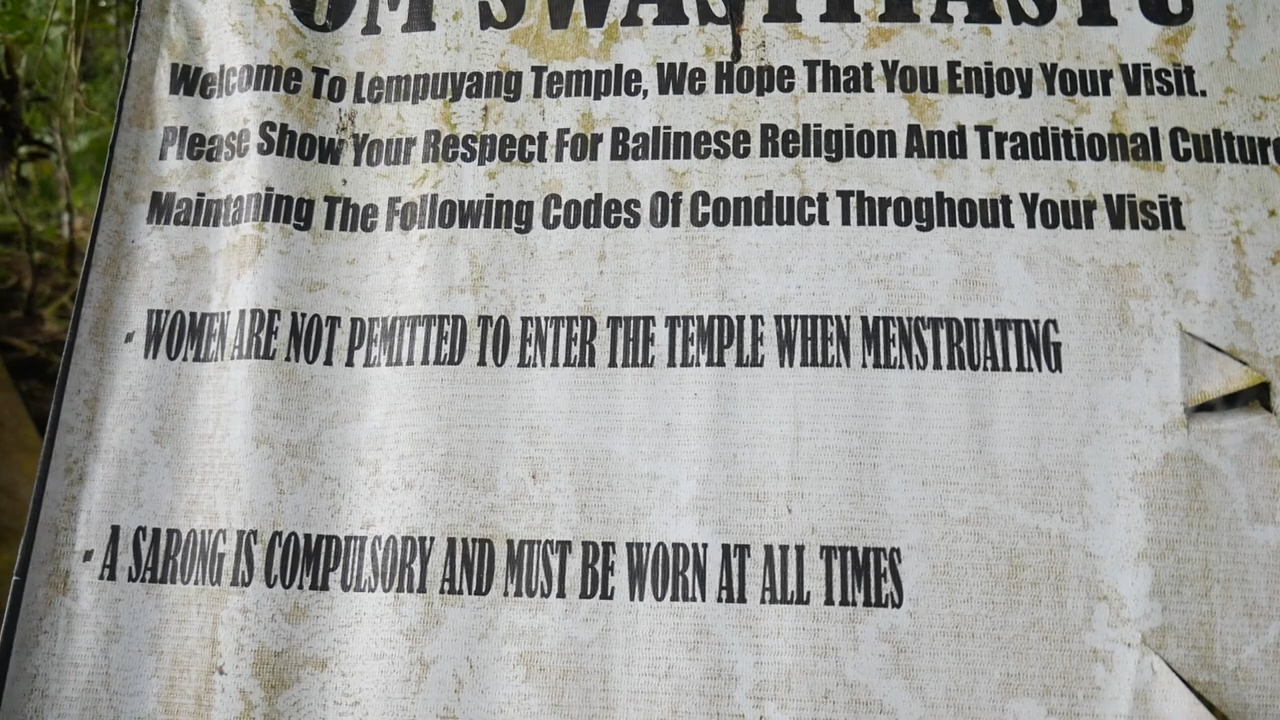 OM SWASTYASTU
Welcome To Lempuyang Temple, We Hope That You Enjoy Your Visit.
Please Show Your Respect For Balinese Religion And Traditional Culture
Maintaning The Following Codes Of Conduct Throghout Your Visit
- WOMEN ARE NOT PEMITTED TO ENTER THE TEMPLE WHEN MENSTRUATING
- A SARONG IS COMPULSORY AND MUST BE WORN AT ALL TIMES